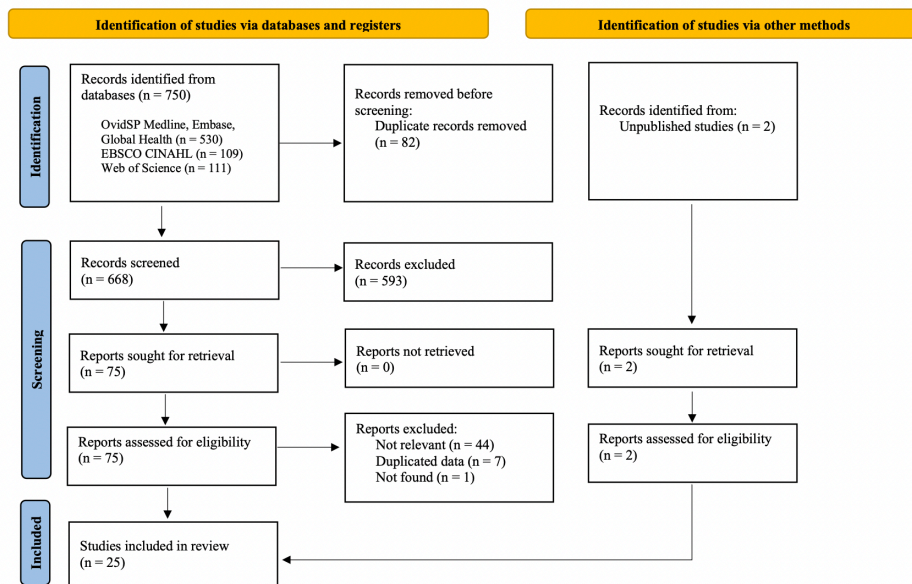 Identification of studies via databases and registers
Identification of studies via other methods
Identification
Records identified from
databases (n = 750)
OvidSP Medline, Embase,
Global Health (n = 530)
EBSCO CINAHL (n = 109)
Web of Science (n = 111)
Records removed before
screening:
Duplicate records removed
(n = 82)
Records identified from:
Unpublished studies (n = 2)
Screening
Records screened
(n = 668)
Records excluded
(n = 593)
Reports sought for retrieval
(n = 75)
Reports not retrieved
(n = 0)
Reports sought for retrieval
(n = 2)
Reports assessed for eligibility
(n = 75)
Reports excluded:
Not relevant (n = 44)
Duplicated data (n = 7)
Not found (n = 1)
Reports assessed for eligibility
(n = 2)
Included
Studies included in review
(n = 25)